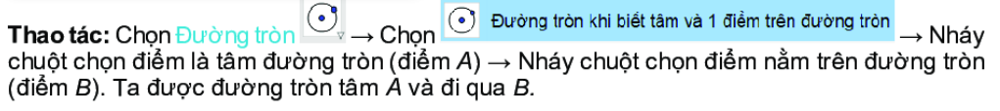 Thao tác: Chọn Đường tròn → Chọn Đường tròn khi biết tâm và 1 điểm trên đường tròn → Nháy
chuột chọn điểm là tâm đường tròn (điểm A) → Nháy chuột chọn điểm nằm trên đường tròn
(điểm B). Ta được đường tròn tâm A và đi qua B.